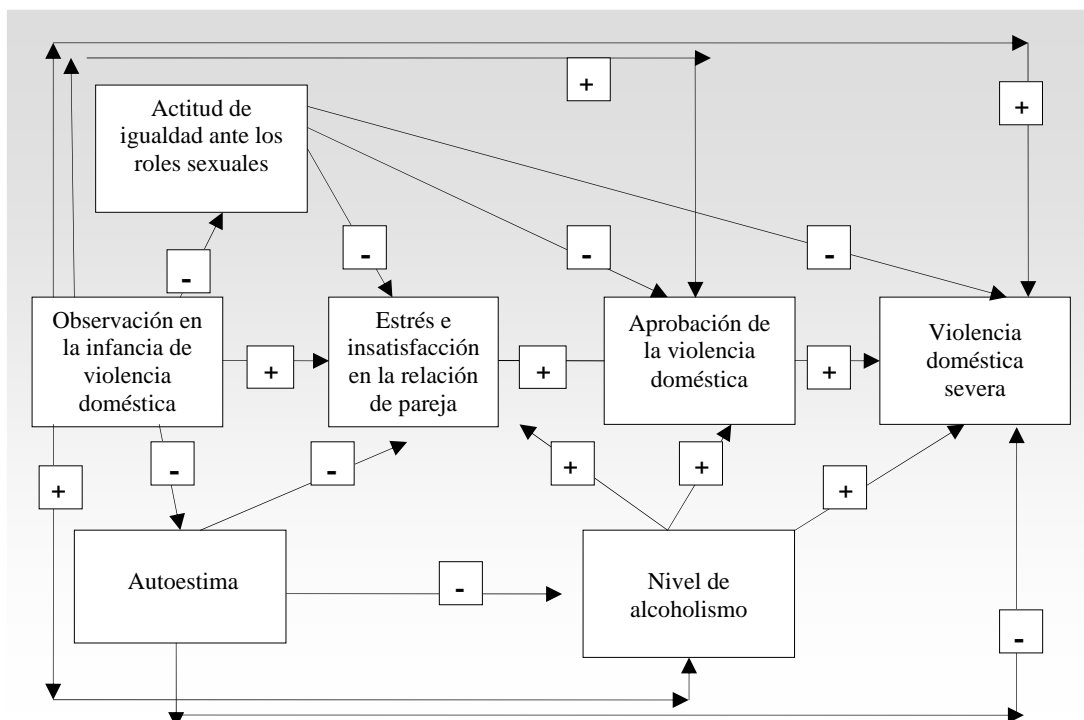 +
+
Actitud de
igualdad ante los
roles sexuales
-
-
-
-
Observación en
la infancia de
violencia
doméstica
+
Estrés e
insatisfacción
en la relación
de pareja
+
Aprobación de
la violencia
doméstica
+
Violencia
doméstica
severa
+
-
-
+
+
+
Autoestima
-
Nivel de
alcoholismo
-